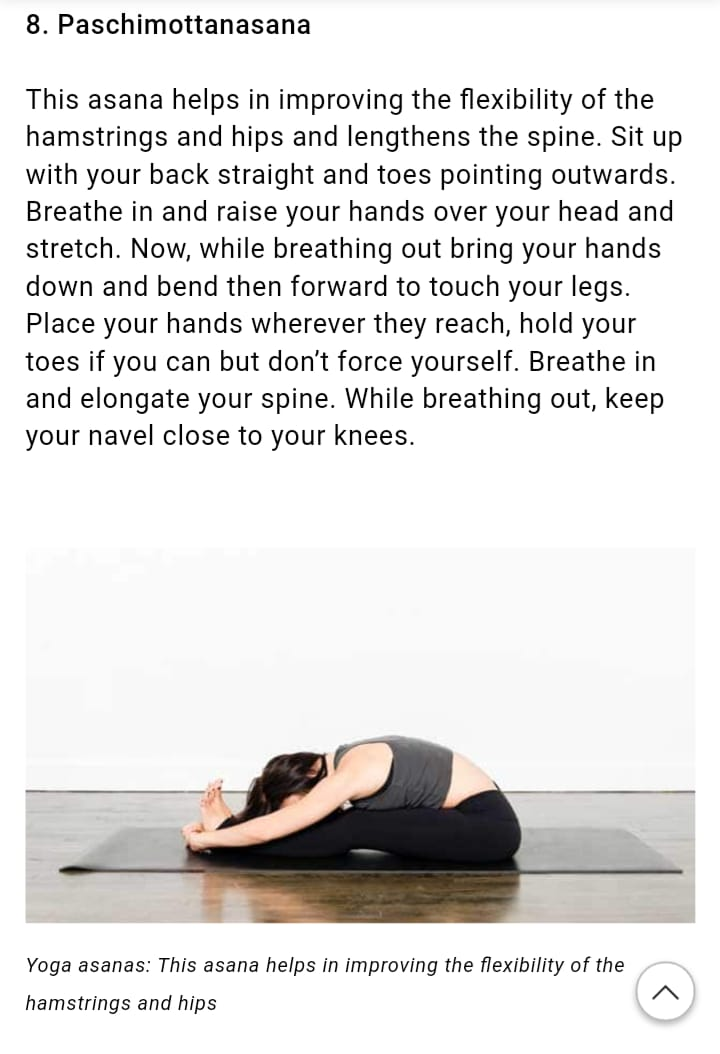 8. Paschimottanasana
This asana helps in improving the flexibility of the
hamstrings and hips and lengthens the spine. Sit up
with your back straight and toes pointing outwards.
Breathe in and raise your hands over your head and
stretch. Now, while breathing out bring your hands
down and bend then forward to touch your legs.
Place your hands wherever they reach, hold your
toes if you can but don’t force yourself. Breathe in
and elongate your spine. While breathing out, keep
your navel close to your knees.
Yoga asanas: This asana helps in improving the flexibility of the
hamstrings and hips